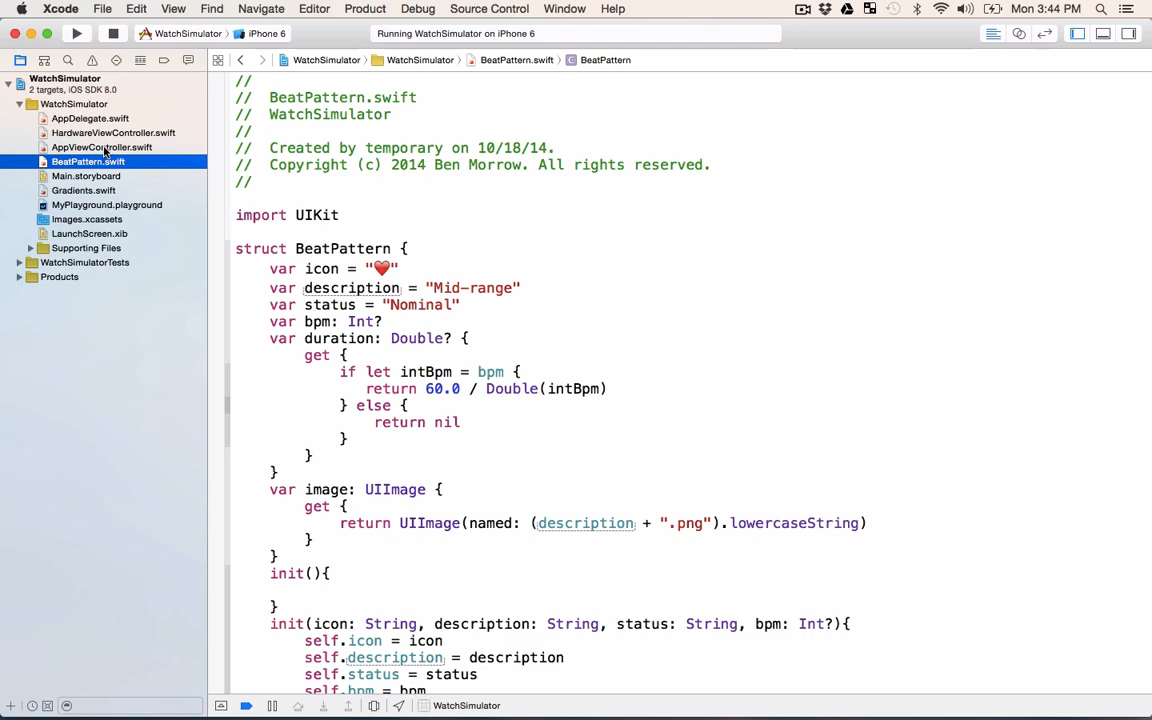 Xcode File Edit View Find Navigate Editor Product Debug Source Control Window Help Mon 3:44 PM
WatchSimulator iPhone 6 Running WatchSimulator on iPhone 6
WatchSimulator WatchSimulator BeatPattern.swift C BeatPattern
WatchSimulator
2 targets, iOS SDK 8.0
WatchSimulator
AppDelegate.swift
HardwareViewController.swift
AppViewController.swift
BeatPattern.swift
Main.storyboard
Gradients.swift
MyPlayground.playground
Images.xcassets
LaunchScreen.xib
Supporting Files
WatchSimulatorTests
Products
//
// BeatPattern.swift
// WatchSimulator
//
// Created by temporary on 10/18/14.
// Copyright (c) 2014 Ben Morrow. All rights reserved.
//
import UIKit
struct BeatPattern {
var icon = "❤️"
var description = "Mid-range"
var status = "Nominal"
var bpm: Int?
var duration: Double? {
get {
if let intBpm = bpm {
return 60.0 / Double(intBpm)
} else {
return nil
}
}
}
var image: UIImage {
get {
return UIImage(named: (description + ".png").lowercaseString)
}
}
init(){
}
init(icon: String, description: String, status: String, bpm: Int?){
self.icon = icon
self.description = description
self.status = status
self.bpm = bpm
WatchSimulator